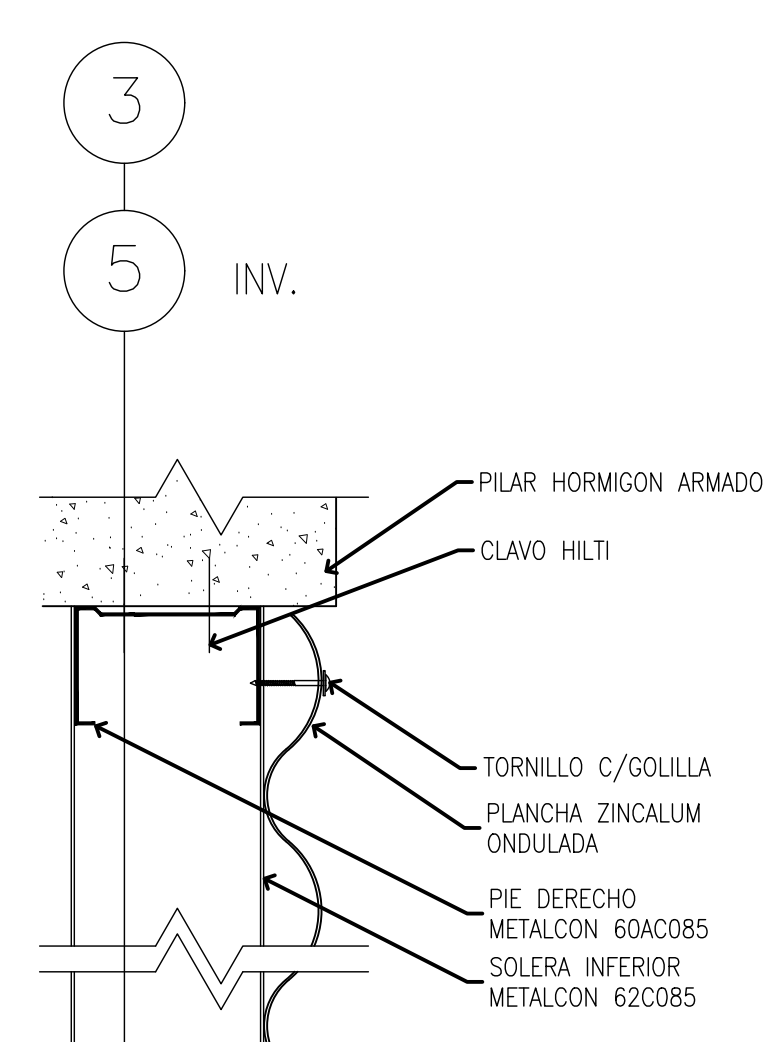 3
5
INV.
PILAR HORMIGON ARMADO
CLAVO HILTI
TORNILLO C/GOLILLA
PLANCHA ZINCALUM
ONDULADA
PIE DERECHO
METALCON 60AC085
SOLERA INFERIOR
METALCON 62C085